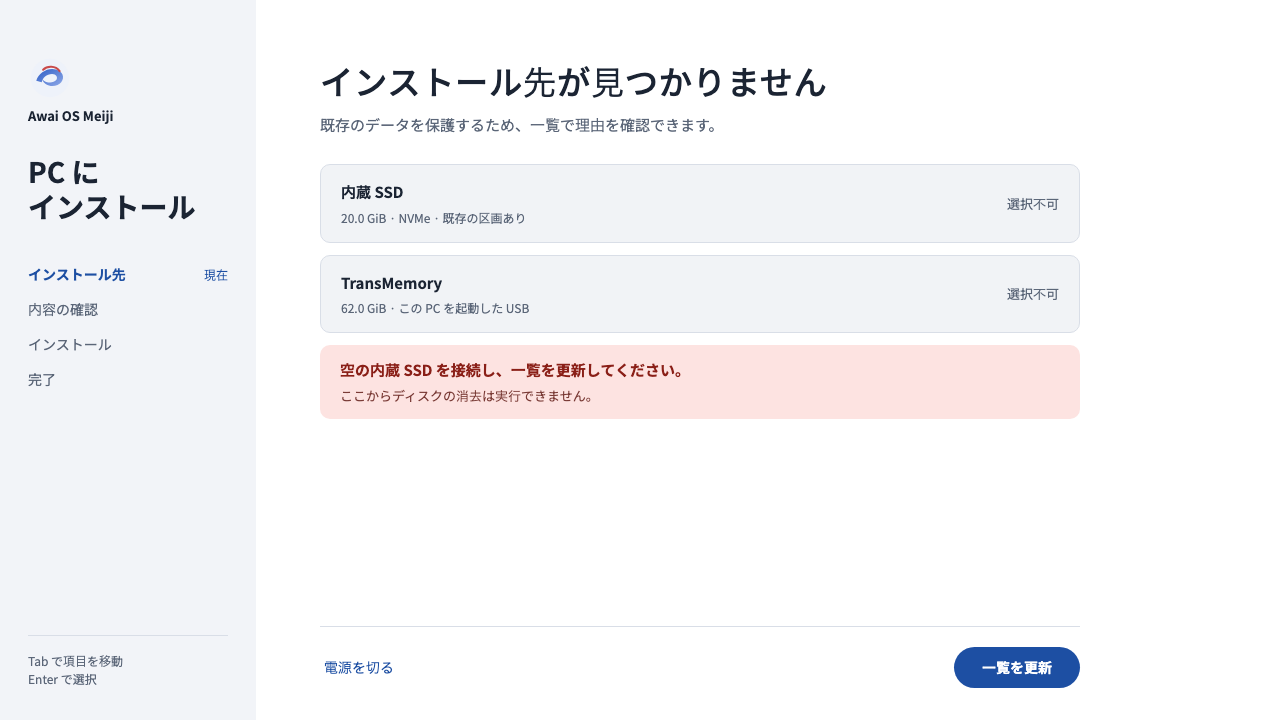 Awai OS Meiji
PC に
インストール
インストール先 現在
内容の確認
インストール
完了
Tab で項目を移動
Enter で選択
インストール先が見つかりません
既存のデータを保護するため、一覧で理由を確認できます。
内蔵 SSD
20.0 GiB · NVMe · 既存の区画あり
選択不可
TransMemory
62.0 GiB · この PC を起動した USB
選択不可
空の内蔵 SSD を接続し、一覧を更新してください。
ここからディスクの消去は実行できません。
電源を切る
一覧を更新